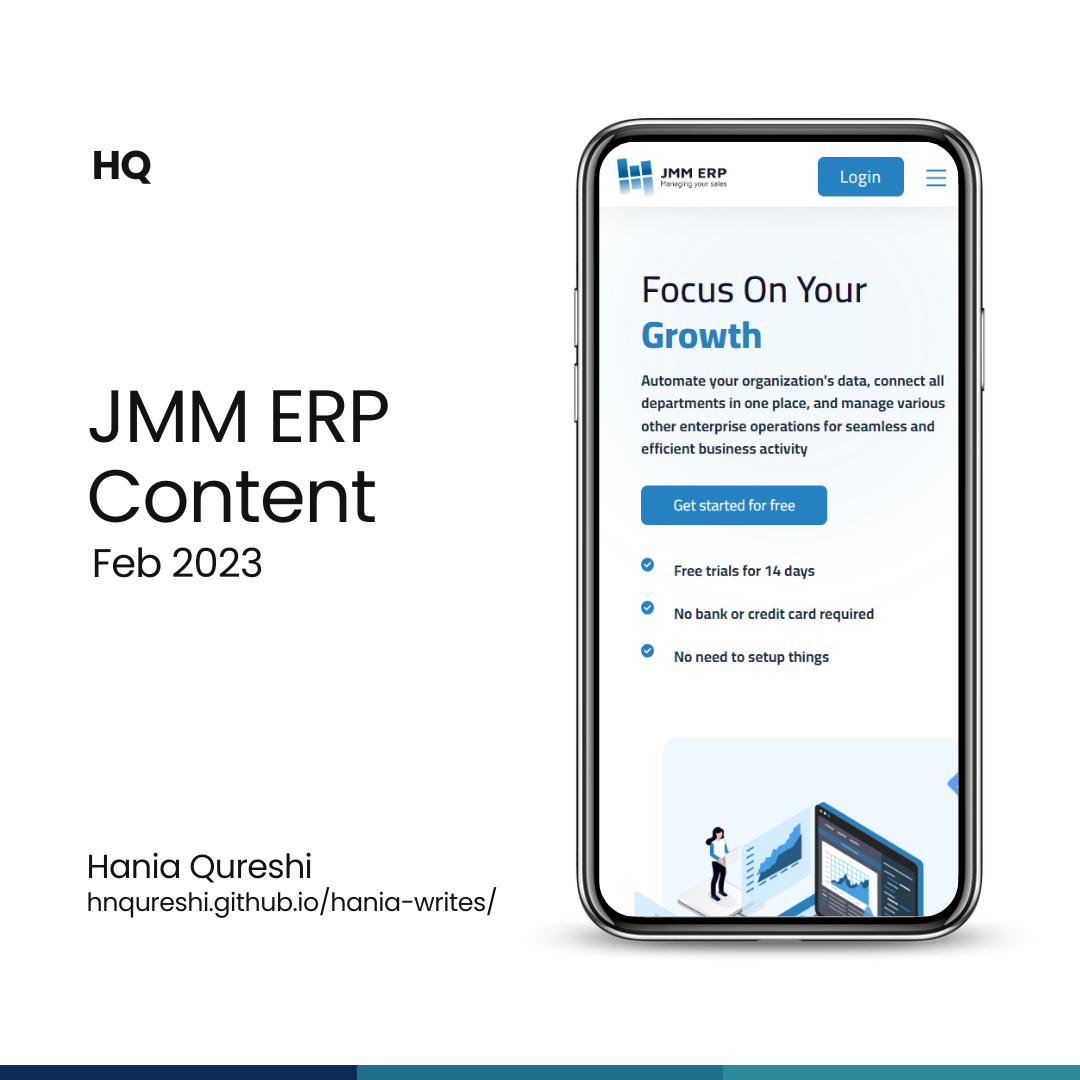 HQ
JMM ERP
Content
Feb 2023
Hania Qureshi
hnqureshi.github.io/hania-writes/
JMM ERP
Managing your sales
Login
Focus On Your
Growth
Automate your organization's data, connect all
departments in one place, and manage various
other enterprise operations for seamless and
efficient business activity
Get started for free
Free trials for 14 days
No bank or credit card required
No need to setup things